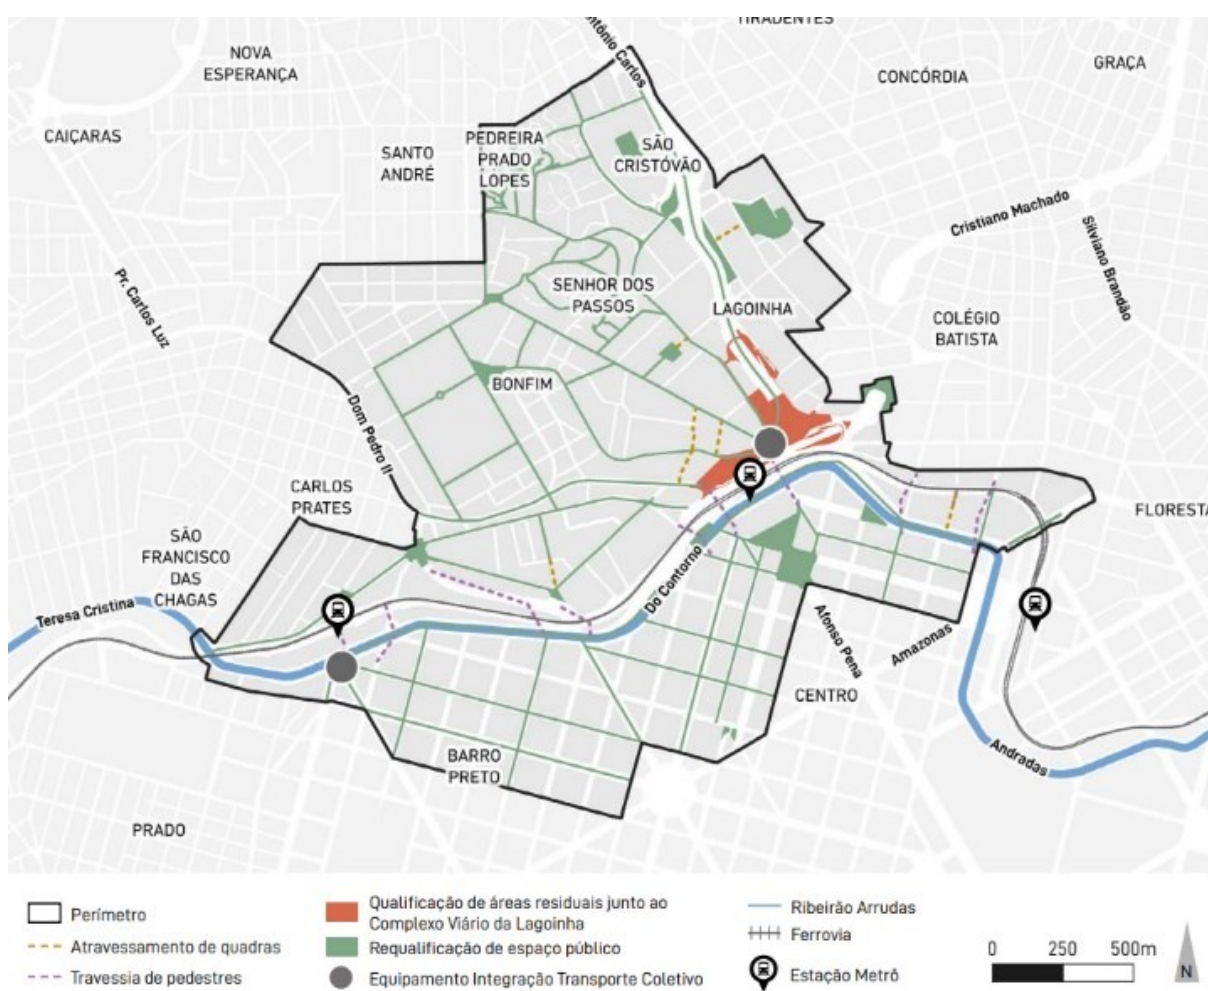 TIRADENTES
Antônio Carlos
NOVA
ESPERANÇA
GRAÇA
CONCÓRDIA
CAIÇARAS
PEDREIRA
PRADO
LOPES
SÃO
CRISTÓVÃO
SANTO
ANDRÉ
Cristiano Machado
Silviano Brandão
Pr. Carlos Luz
SENHOR DOS
PASSOS
LAGOINHA
COLÉGIO
BATISTA
BONFIM
Dom Pedro II
CARLOS
PRATES
FLORESTA
SÃO
FRANCISCO
DAS
CHAGAS
Teresa Cristina
Do Contorno
Afonso Pena
Amazonas
CENTRO
Andradas
BARRO
PRETO
PRADO
Perímetro
Atravessamento de quadras
Travessia de pedestres
Qualificação de áreas residuais junto ao
Complexo Viário da Lagoinha
Requalificação de espaço público
Equipamento Integração Transporte Coletivo
Ribeirão Arrudas
Ferrovia
Estação Metrô
0 250 500m
N